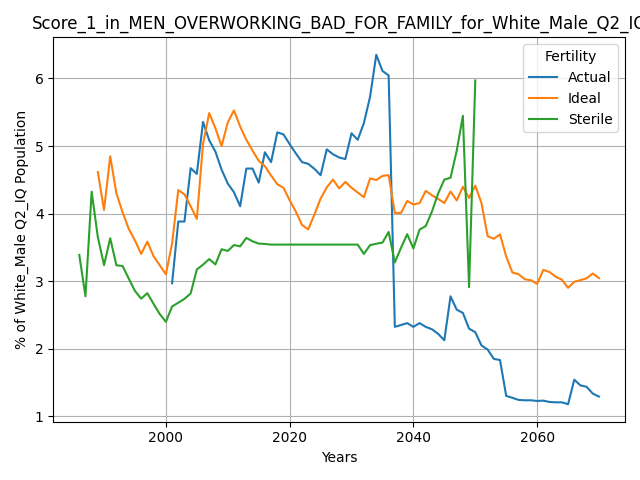 Score_1_in_MEN_OVERWORKING_BAD_FOR_FAMILY_for_White_Male_Q2_IQ
Fertility
Actual
Ideal
Sterile
% of White_Male Q2_IQ Population
6
5
4
3
2
1
2000
2020
2040
2060
Years